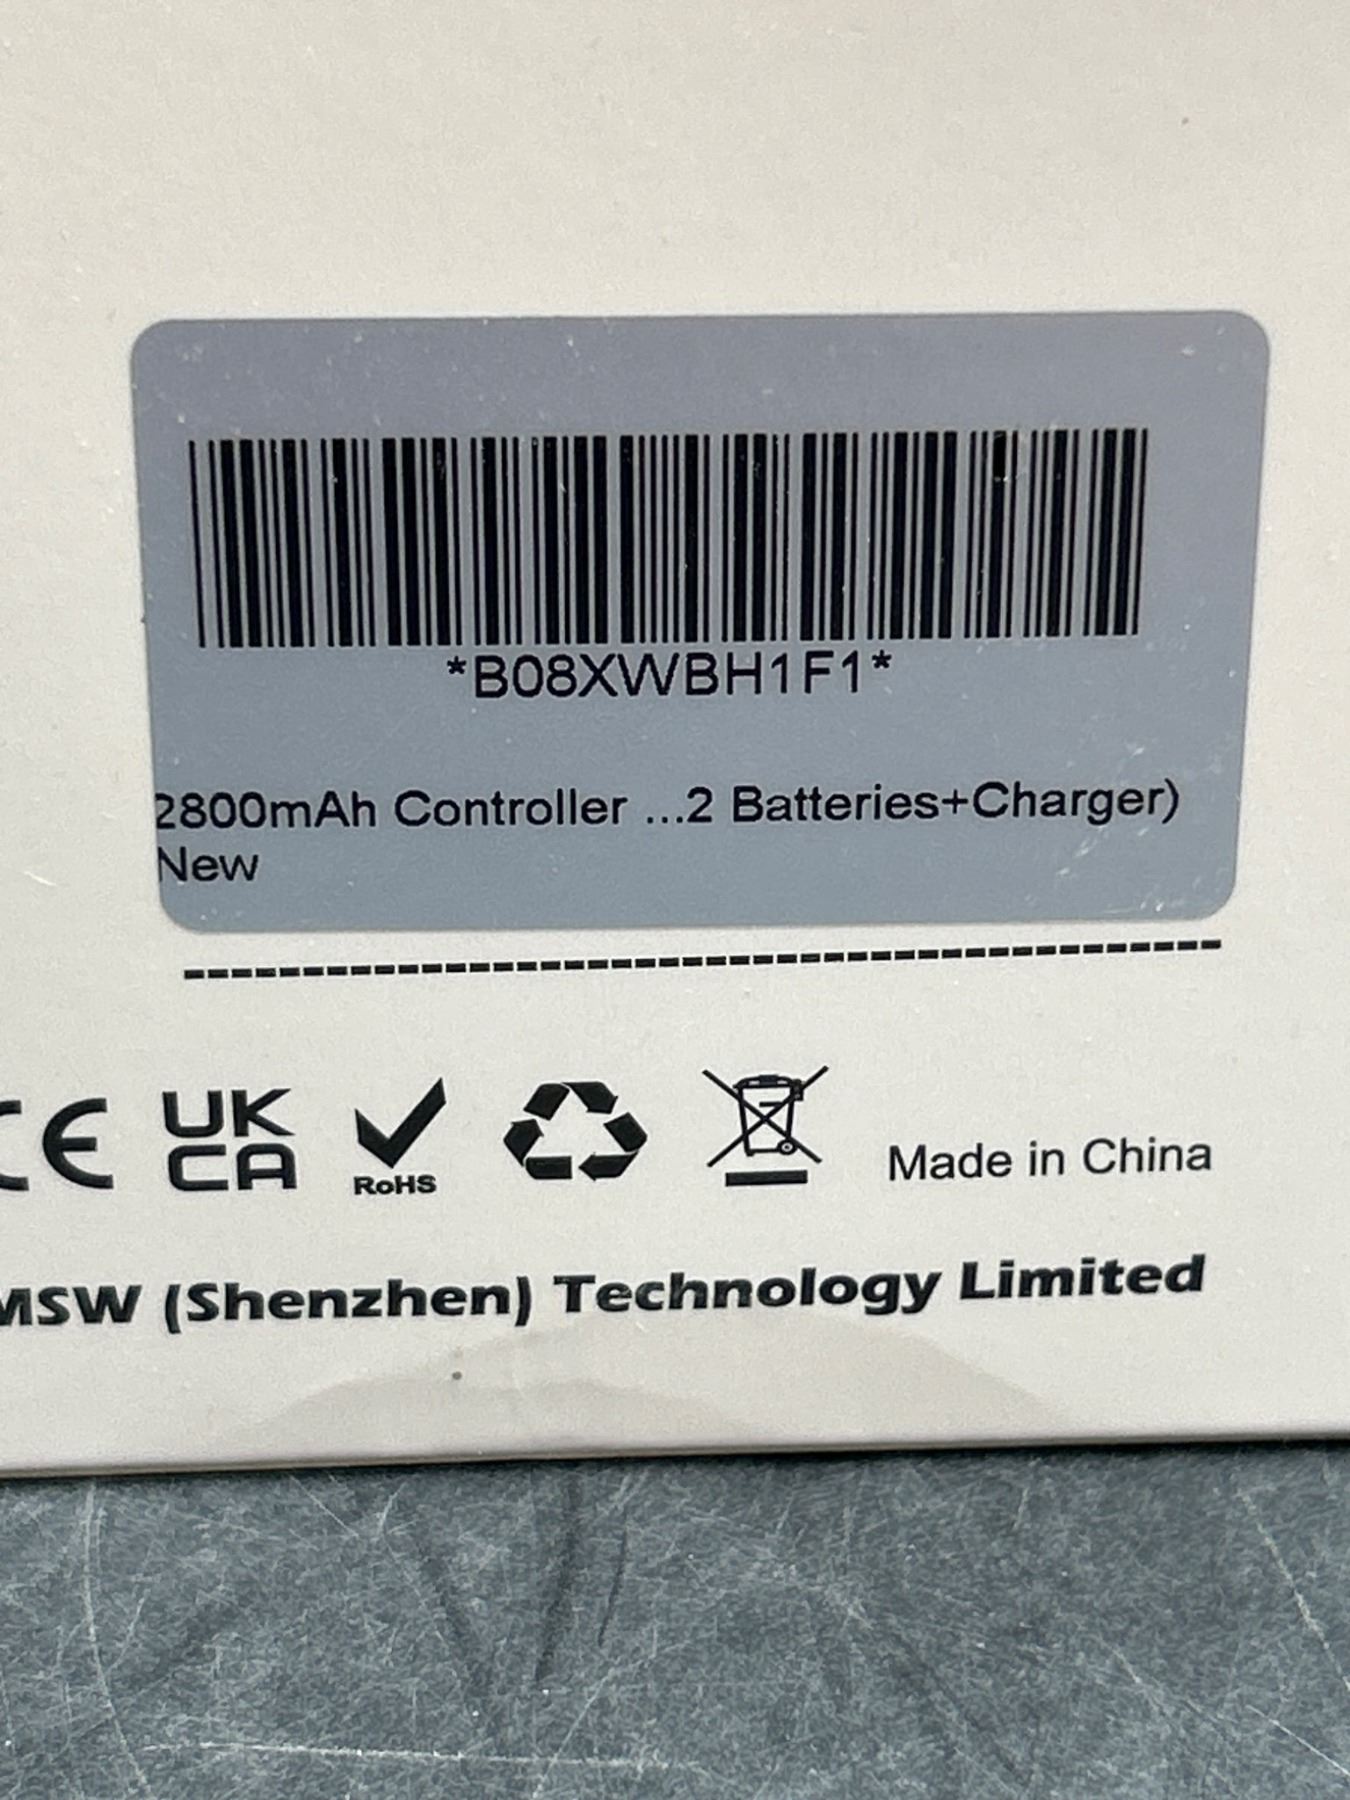 *B08XWBH1F1*
2800mAh Controller ...2 Batteries+Charger)
New
CE UK
CA
RoHS
Made in China
MSW (Shenzhen) Technology Limited